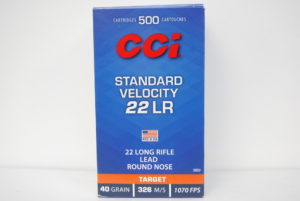 CARTRIDGES 500 CARTOUCHES
CCi
STANDARD
VELOCITY
22 LR
22 LONG RIFLE
LEAD
ROUND NOSE
TARGET
40 GRAIN 326 M/S 1070 FPS